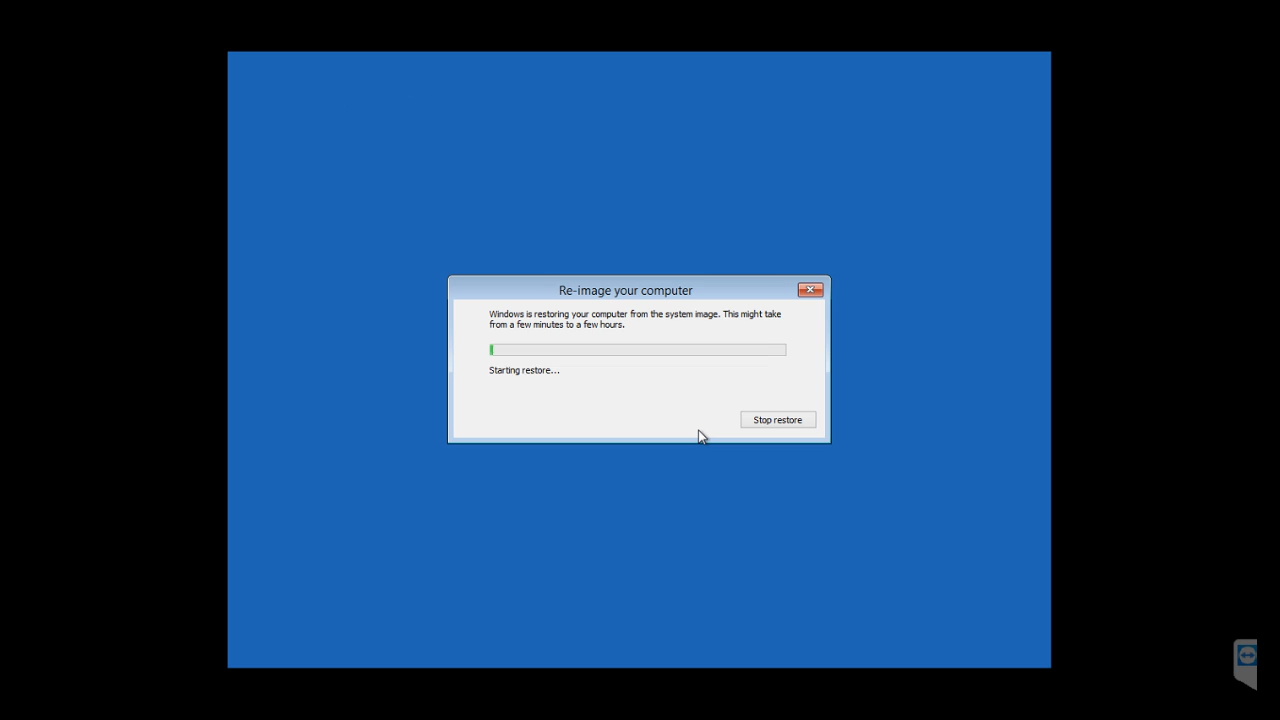 Re-image your computer
Windows is restoring your computer from the system image. This might take
from a few minutes to a few hours.
Starting restore...
Stop restore